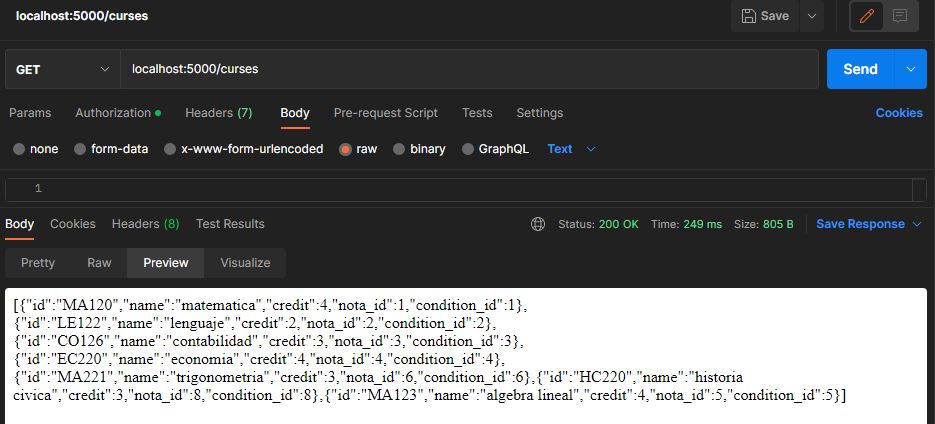 localhost:5000/curses
Save
GET
localhost:5000/curses
Send
Params Authorization Headers (7) Body Pre-request Script Tests Settings Cookies
none form-data x-www-form-urlencoded raw binary GraphQL Text
1
Body Cookies Headers (8) Test Results Status: 200 OK Time: 249 ms Size: 805 B Save Response
Pretty Raw Preview Visualize
[{"id":"MA120","name":"matematica","credit":4,"nota_id":1,"condition_id":1},
{"id":"LE122","name":"lenguaje","credit":2,"nota_id":2,"condition_id":2},
{"id":"CO126","name":"contabilidad","credit":3,"nota_id":3,"condition_id":3},
{"id":"EC220","name":"economia","credit":4,"nota_id":4,"condition_id":4},
{"id":"MA221","name":"trigonometria","credit":3,"nota_id":6,"condition_id":6},{"id":"HC220","name":"historia
civica","credit":3,"nota_id":8,"condition_id":8},{"id":"MA123","name":"algebra lineal","credit":4,"nota_id":5,"condition_id":5}]